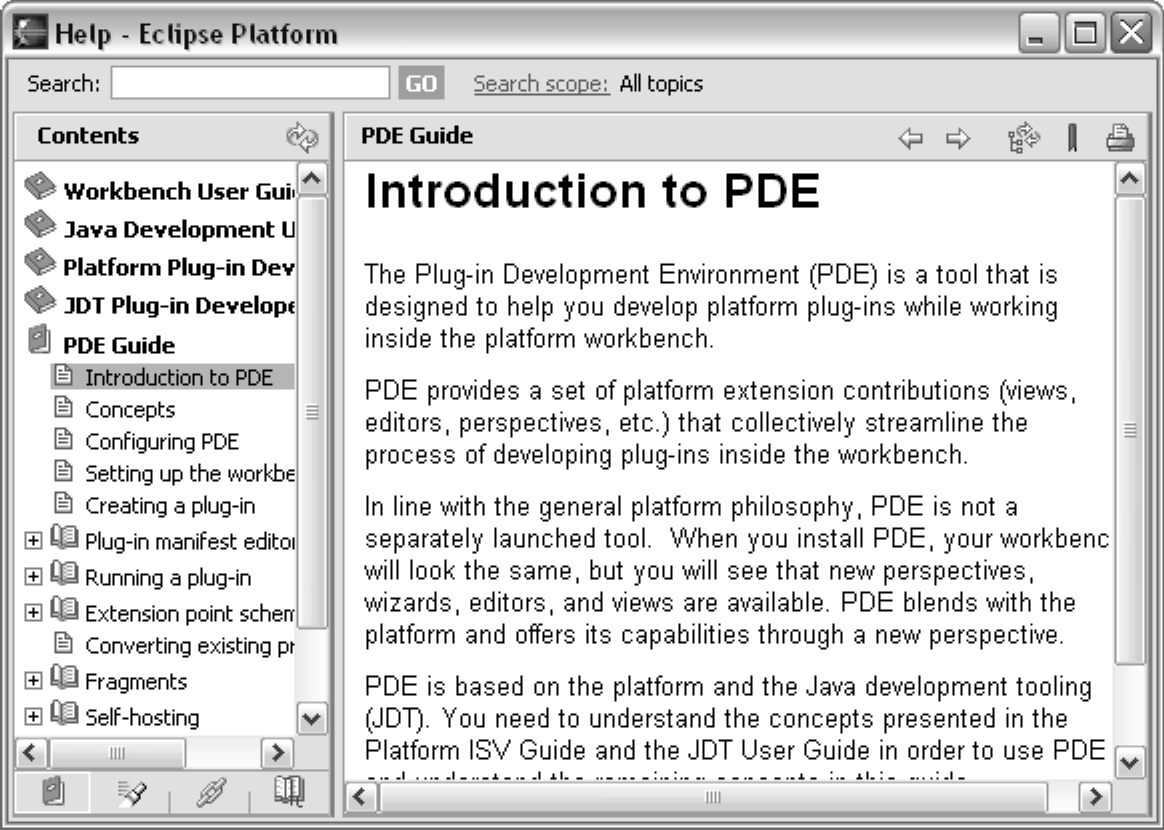 Help - Eclipse Platform
Search: GO Search scope: All topics
Contents
Workbench User Gui
Java Development U
Platform Plug-in Dev
JDT Plug-in Develope
PDE Guide
Introduction to PDE
Concepts
Configuring PDE
Setting up the workbe
Creating a plug-in
Plug-in manifest editor
Running a plug-in
Extension point schem
Converting existing pr
Fragments
Self-hosting
PDE Guide
Introduction to PDE
The Plug-in Development Environment (PDE) is a tool that is
designed to help you develop platform plug-ins while working
inside the platform workbench.
PDE provides a set of platform extension contributions (views,
editors, perspectives, etc.) that collectively streamline the
process of developing plug-ins inside the workbench.
In line with the general platform philosophy, PDE is not a
separately launched tool.  When you install PDE, your workbenc
will look the same, but you will see that new perspectives,
wizards, editors, and views are available. PDE blends with the
platform and offers its capabilities through a new perspective.
PDE is based on the platform and the Java development tooling
(JDT).  You need to understand the concepts presented in the
Platform ISV Guide and the JDT User Guide in order to use PDE
and understand the remaining concepts in this guide.